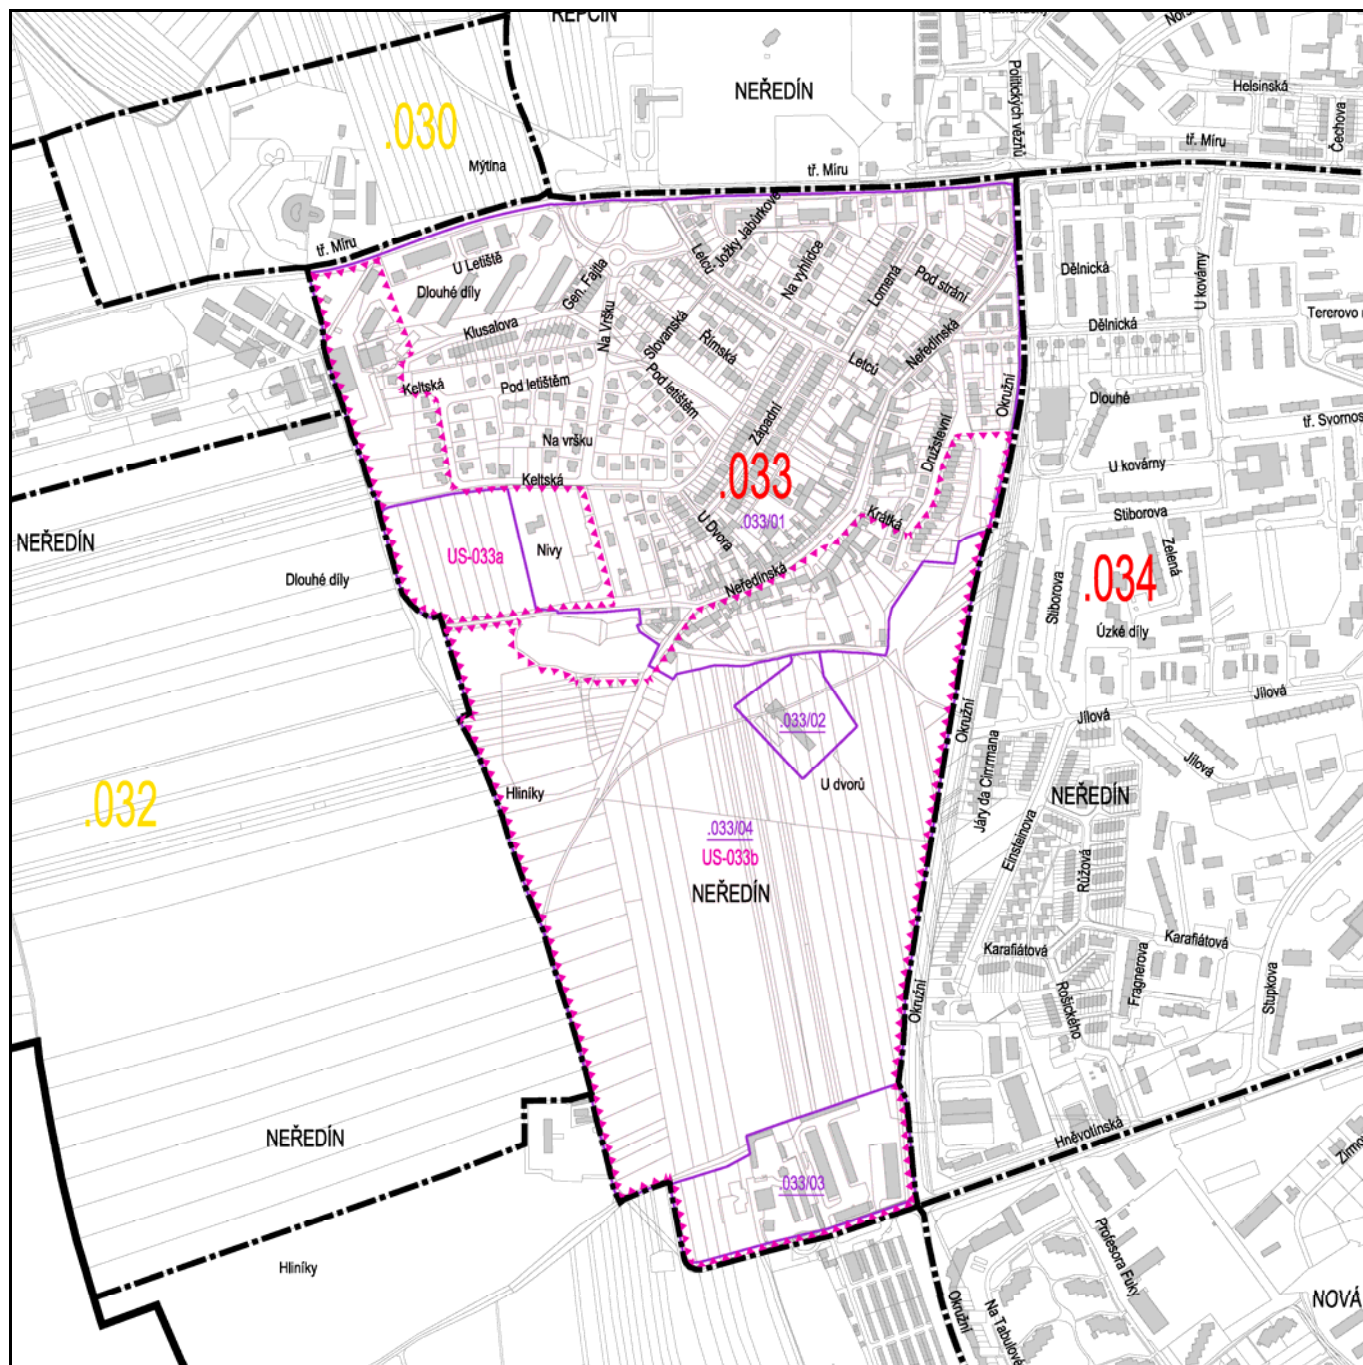 ŘEPČÍN
Norsk
Politických vězňů
NEŘEDÍN
Helsinská
Čechova
.030
tř. Míru
Mýtina
tř. Míru
tř. Míru
U Letiště
Dlouhé díly
Gen. Fajtla
Letců
Jožky Jabůrkové
Na vyhlídce
Lomená
Pod strání
Dělnická
U kovárny
Tererovo n
Klusalova
Na Vršku
Slovanská
Římská
Letců
Neředínská
Dělnická
Keltská
Pod letištěm
Pod letištěm
Západní
Okružní
Dlouhé
tř. Svornos
Na vršku
Družstevní
U kovárny
Keltská
.033
.033/01
Krátká
Stiborova
NEŘEDÍN
US-033a
Nivy
U Dvora
Zelená
Dlouhé díly
Neředínská
Stiborova
.034
Úzké díly
Jílová
.033/02
Okružní
Jílová
Jílová
Hliníky
U dvorů
Járy da Cimrmana
NEŘEDÍN
.032
.033/04
US-033b
NEŘEDÍN
Einsteinova
Růžová
Karafiátová
Karafiátová
Fragnerova
Stupkova
Okružní
Rošického
NEŘEDÍN
Hněvotínská
Žirmo
.033/03
Hliníky
Profesora Fuky
Okružní
Na Tabulové
NOVÁ